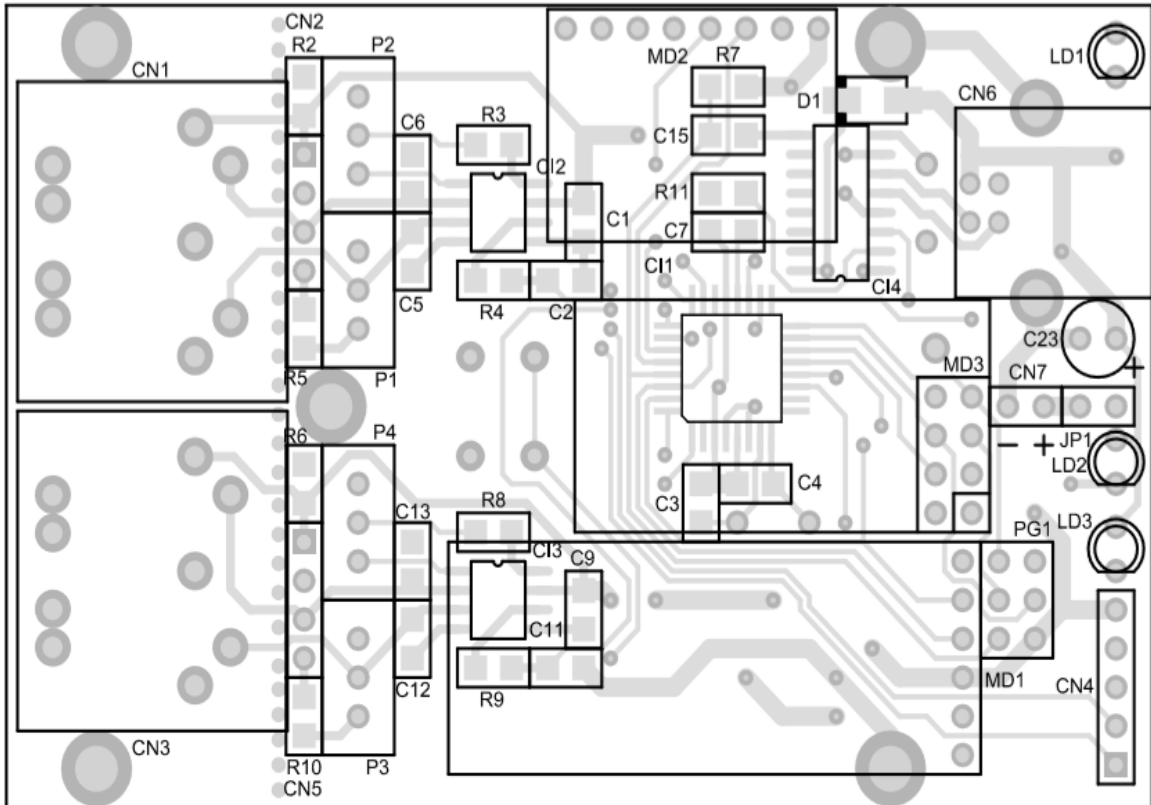 CN2
R2
P2
CN1
MD2
R7
LD1
D1
CN6
C6
R3
C15
CI2
R11
C1
C7
CI1
CI4
C5
R4
C2
C23
MD3
CN7
+
R5
P1
R6
P4
- +
JP1
LD2
C3
C4
C13
R8
CI3
C9
PG1
LD3
C11
C12
R9
MD1
CN4
CN3
R10
P3
CN5